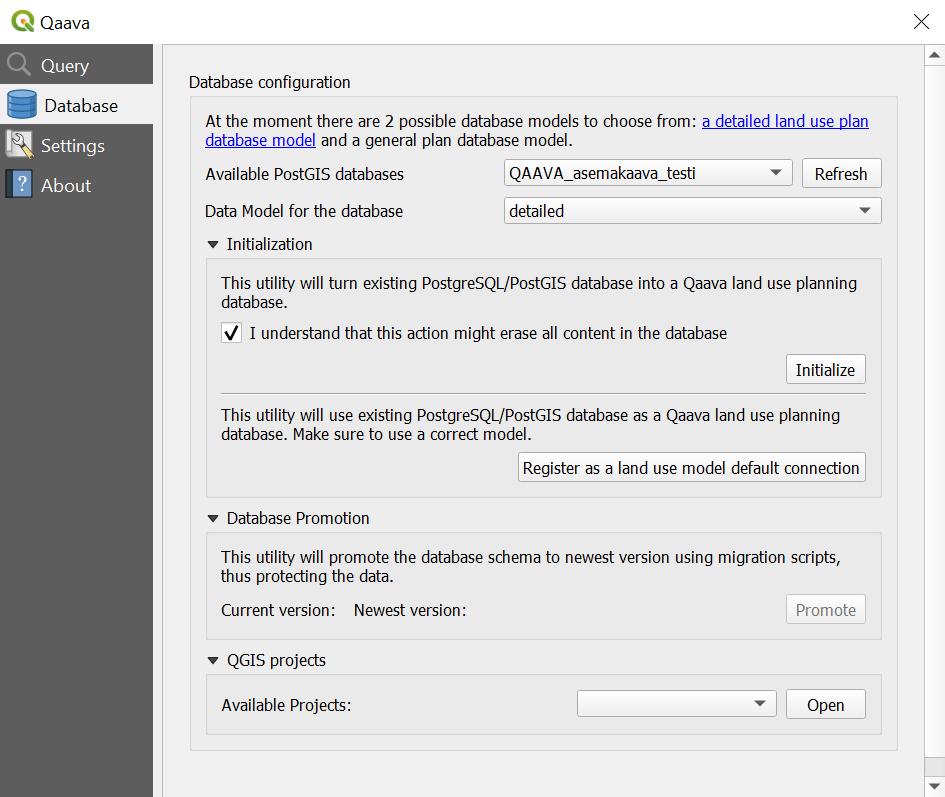 Qaava
Query
Database
Settings
About
Database configuration
At the moment there are 2 possible database models to choose from: a detailed land use plan
database model and a general plan database model.
Available PostGIS databases QAAVA_asemakaava_testi Refresh
Data Model for the database detailed
Initialization
This utility will turn existing PostgreSQL/PostGIS database into a Qaava land use planning
database.
I understand that this action might erase all content in the database
Initialize
This utility will use existing PostgreSQL/PostGIS database as a Qaava land use planning
database. Make sure to use a correct model.
Register as a land use model default connection
Database Promotion
This utility will promote the database schema to newest version using migration scripts,
thus protecting the data.
Current version: Newest version: Promote
QGIS projects
Available Projects: Open